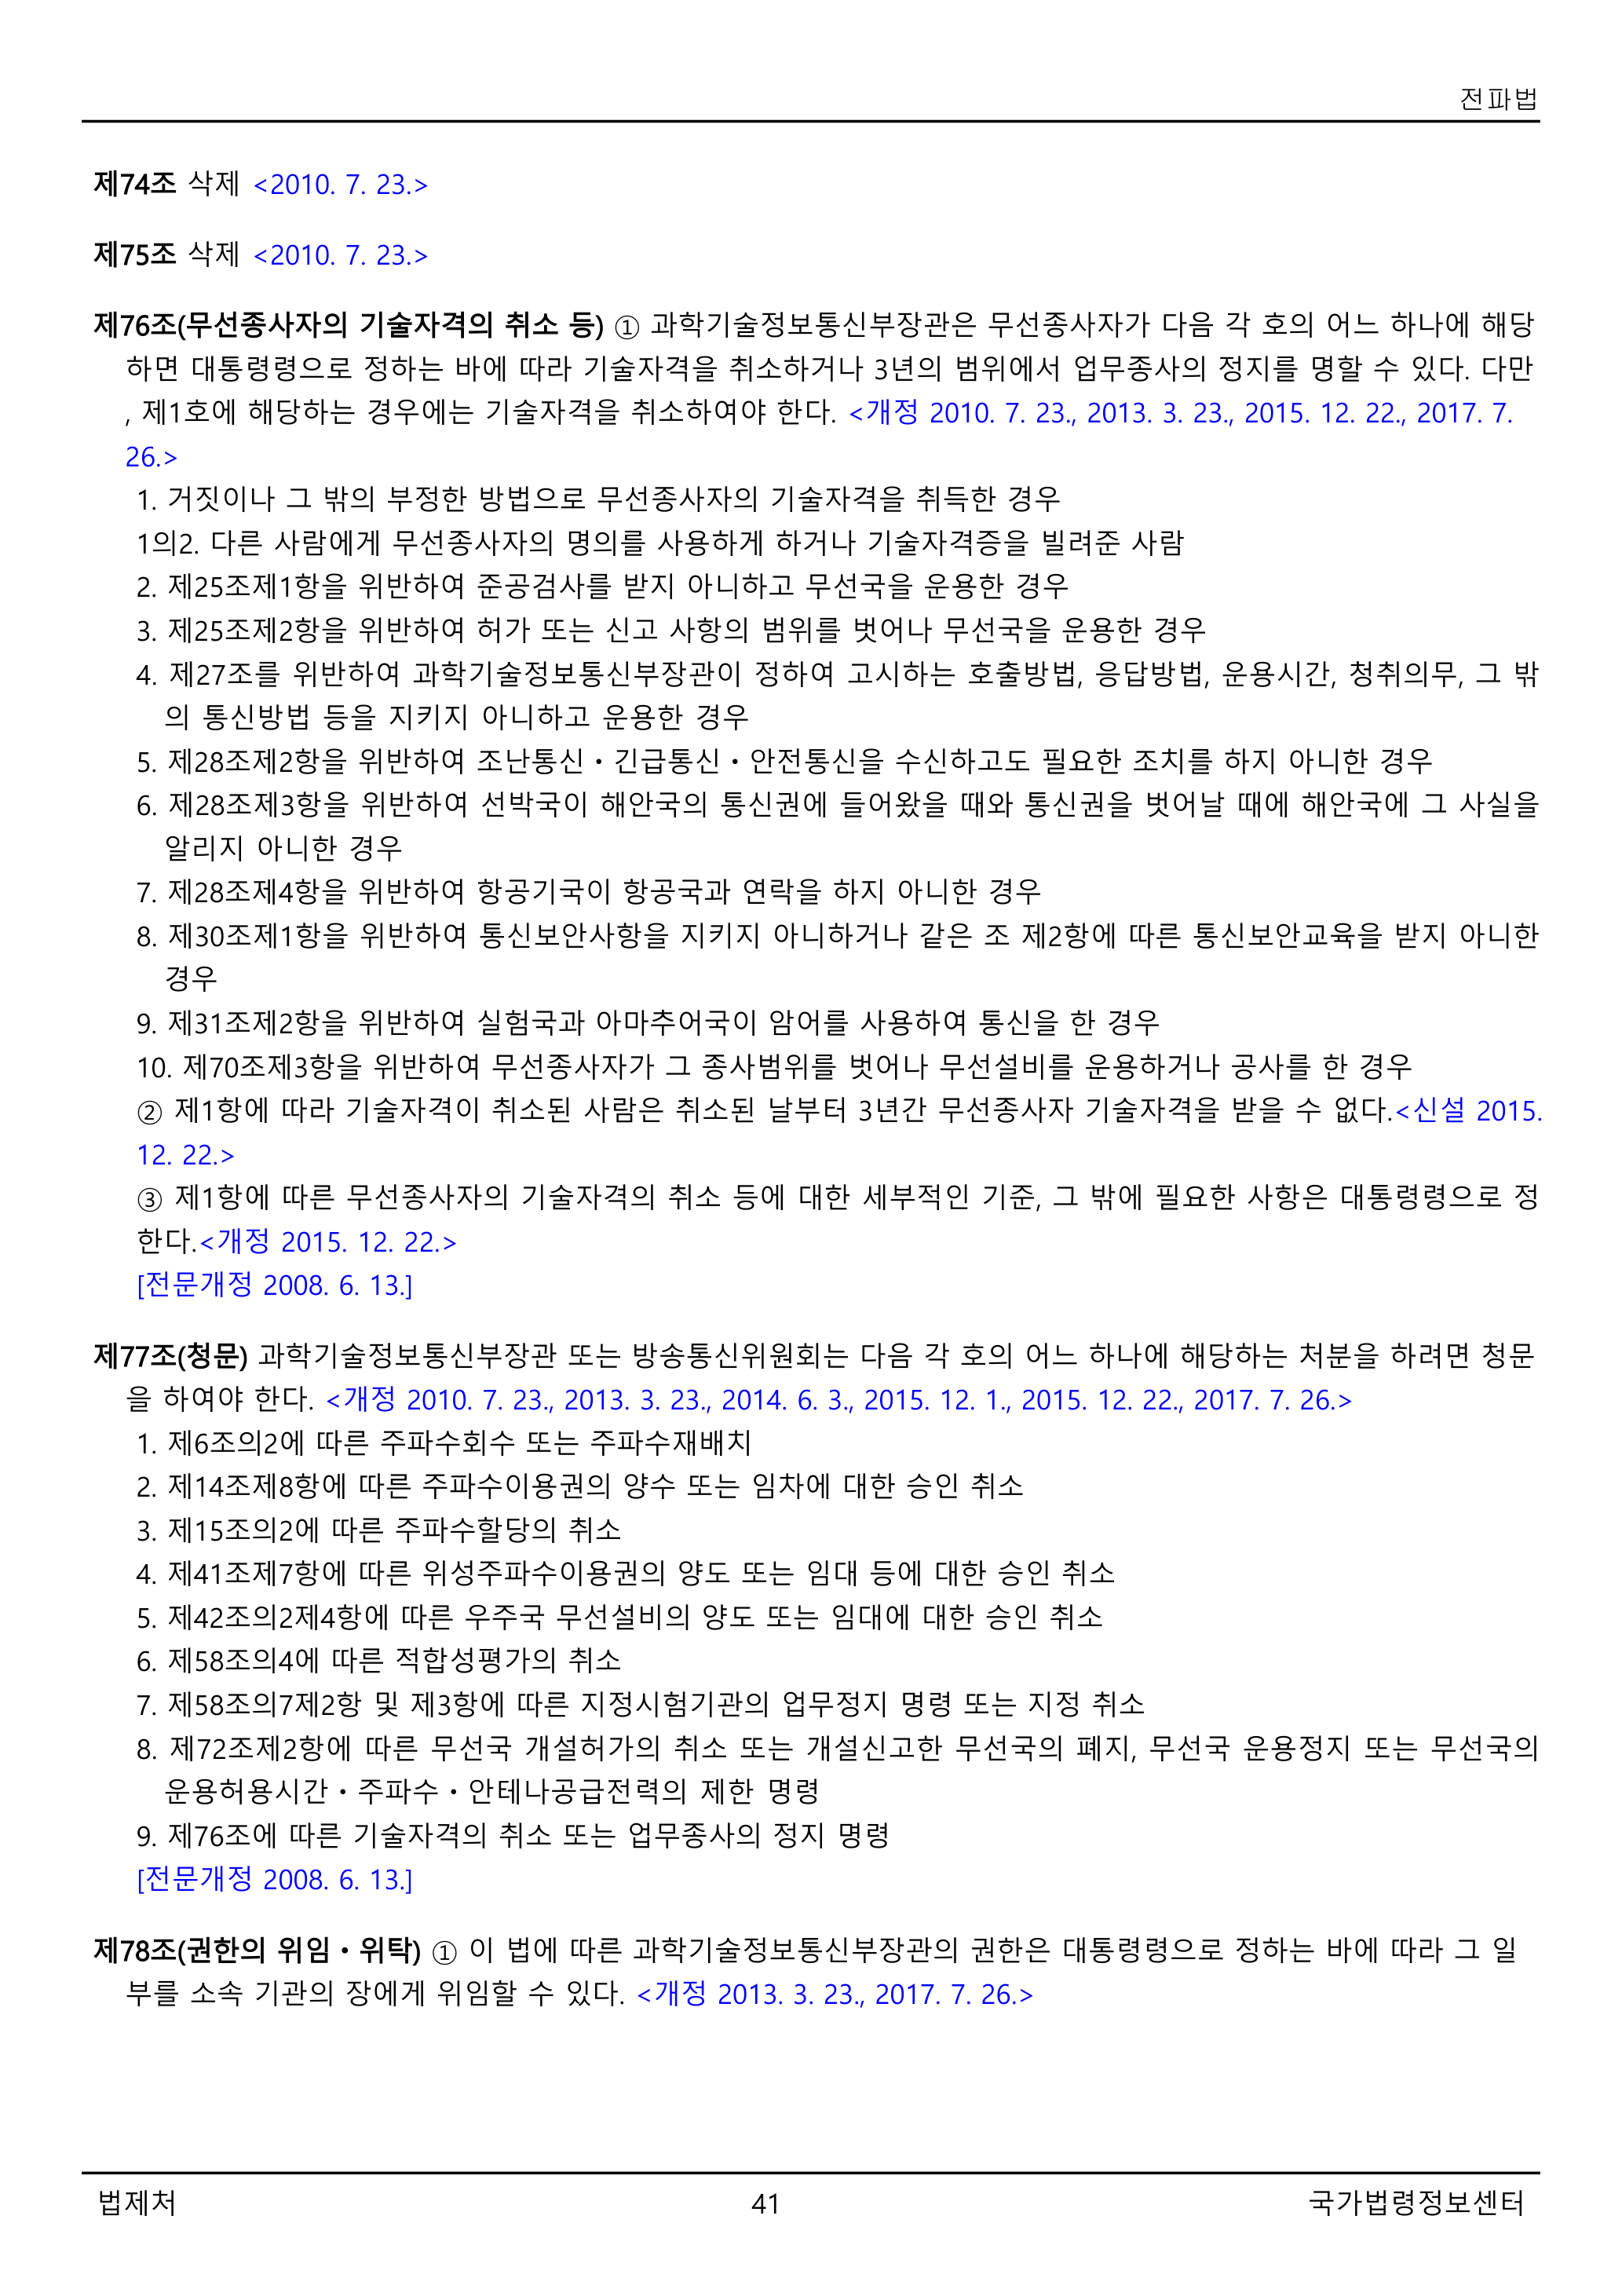 전파법
제74조 삭제 <2010. 7. 23.>
제75조 삭제 <2010. 7. 23.>
제76조(무선종사자의 기술자격의 취소 등) ① 과학기술정보통신부장관은 무선종사자가 다음 각 호의 어느 하나에 해당
하면 대통령령으로 정하는 바에 따라 기술자격을 취소하거나 3년의 범위에서 업무종사의 정지를 명할 수 있다. 다만
, 제1호에 해당하는 경우에는 기술자격을 취소하여야 한다. <개정 2010. 7. 23., 2013. 3. 23., 2015. 12. 22., 2017. 7.
26.>
1. 거짓이나 그 밖의 부정한 방법으로 무선종사자의 기술자격을 취득한 경우
1의2. 다른 사람에게 무선종사자의 명의를 사용하게 하거나 기술자격증을 빌려준 사람
2. 제25조제1항을 위반하여 준공검사를 받지 아니하고 무선국을 운용한 경우
3. 제25조제2항을 위반하여 허가 또는 신고 사항의 범위를 벗어나 무선국을 운용한 경우
4. 제27조를 위반하여 과학기술정보통신부장관이 정하여 고시하는 호출방법, 응답방법, 운용시간, 청취의무, 그 밖
의 통신방법 등을 지키지 아니하고 운용한 경우
5. 제28조제2항을 위반하여 조난통신ㆍ긴급통신ㆍ안전통신을 수신하고도 필요한 조치를 하지 아니한 경우
6. 제28조제3항을 위반하여 선박국이 해안국의 통신권에 들어왔을 때와 통신권을 벗어날 때에 해안국에 그 사실을
알리지 아니한 경우
7. 제28조제4항을 위반하여 항공기국이 항공국과 연락을 하지 아니한 경우
8. 제30조제1항을 위반하여 통신보안사항을 지키지 아니하거나 같은 조 제2항에 따른 통신보안교육을 받지 아니한
경우
9. 제31조제2항을 위반하여 실험국과 아마추어국이 암어를 사용하여 통신을 한 경우
10. 제70조제3항을 위반하여 무선종사자가 그 종사범위를 벗어나 무선설비를 운용하거나 공사를 한 경우
② 제1항에 따라 기술자격이 취소된 사람은 취소된 날부터 3년간 무선종사자 기술자격을 받을 수 없다.<신설 2015.
12. 22.>
③ 제1항에 따른 무선종사자의 기술자격의 취소 등에 대한 세부적인 기준, 그 밖에 필요한 사항은 대통령령으로 정
한다.<개정 2015. 12. 22.>
[전문개정 2008. 6. 13.]
제77조(청문) 과학기술정보통신부장관 또는 방송통신위원회는 다음 각 호의 어느 하나에 해당하는 처분을 하려면 청문
을 하여야 한다. <개정 2010. 7. 23., 2013. 3. 23., 2014. 6. 3., 2015. 12. 1., 2015. 12. 22., 2017. 7. 26.>
1. 제6조의2에 따른 주파수회수 또는 주파수재배치
2. 제14조제8항에 따른 주파수이용권의 양수 또는 임차에 대한 승인 취소
3. 제15조의2에 따른 주파수할당의 취소
4. 제41조제7항에 따른 위성주파수이용권의 양도 또는 임대 등에 대한 승인 취소
5. 제42조의2제4항에 따른 우주국 무선설비의 양도 또는 임대에 대한 승인 취소
6. 제58조의4에 따른 적합성평가의 취소
7. 제58조의7제2항 및 제3항에 따른 지정시험기관의 업무정지 명령 또는 지정 취소
8. 제72조제2항에 따른 무선국 개설허가의 취소 또는 개설신고한 무선국의 폐지, 무선국 운용정지 또는 무선국의
운용허용시간ㆍ주파수ㆍ안테나공급전력의 제한 명령
9. 제76조에 따른 기술자격의 취소 또는 업무종사의 정지 명령
[전문개정 2008. 6. 13.]
제78조(권한의 위임ㆍ위탁) ① 이 법에 따른 과학기술정보통신부장관의 권한은 대통령령으로 정하는 바에 따라 그 일
부를 소속 기관의 장에게 위임할 수 있다. <개정 2013. 3. 23., 2017. 7. 26.>
법제처 41 국가법령정보센터